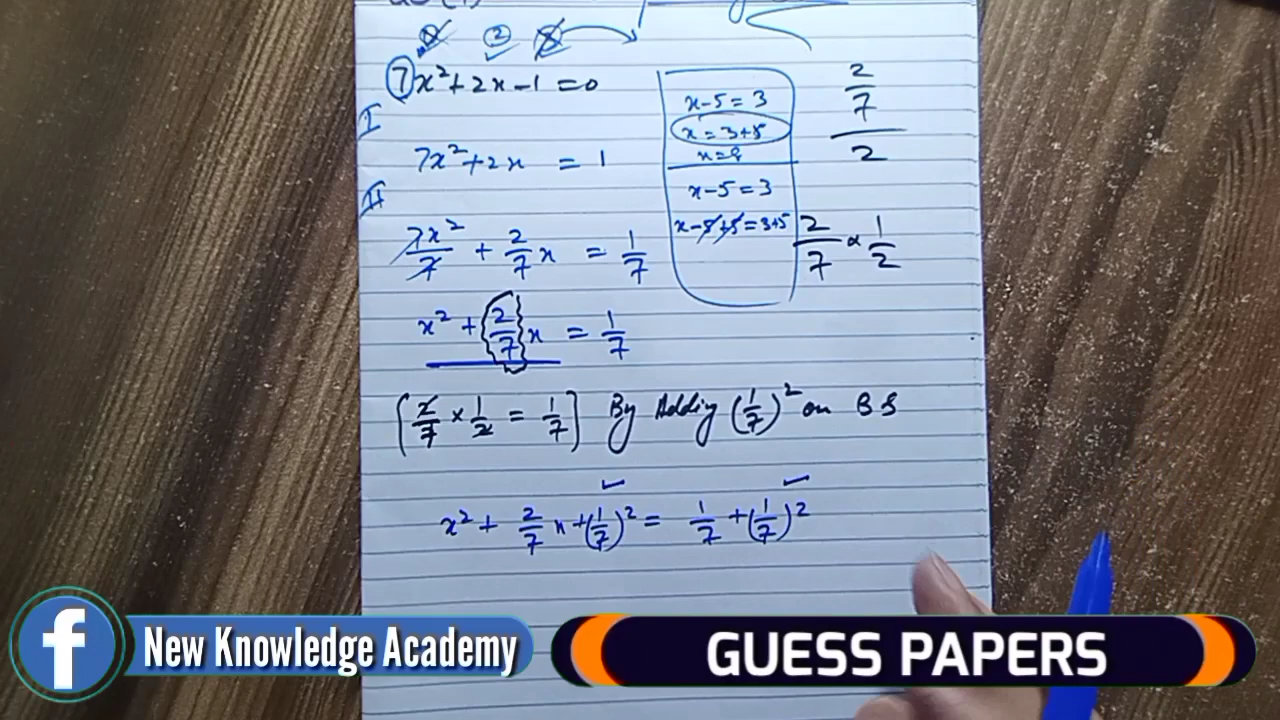 ②
7x² + 2x - 1 = 0
I
7x² + 2x = 1
II
7x²/7 + 2/7 x = 1/7
x² + 2/7 x = 1/7
[2/7 × 1/2 = 1/7] By Adding (1/7)² on B S
x² + 2/7 x + (1/7)² = 1/7 + (1/7)²
x - 5 = 3
x = 3 + 5
x = 8
x - 5 = 3
x - 5 + 5 = 3 + 5
2/7
2
2/7 × 1/2
f New Knowledge Academy
GUESS PAPERS